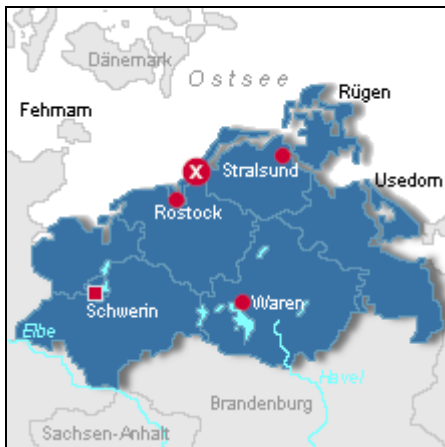 Dänemark
Ostsee
Rügen
Fehmarn
X
Stralsund
Usedom
Rostock
Schwerin
Waren
Elbe
Havel
Brandenburg
Sachsen-Anhalt